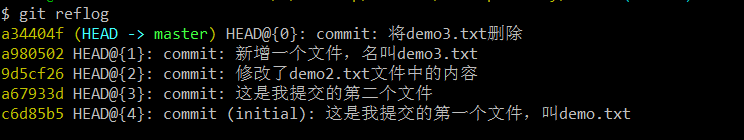 $ git reflog
a34404f (HEAD -> master) HEAD@{0}: commit: 将demo3.txt删除
a980502 HEAD@{1}: commit: 新增一个文件，名叫demo3.txt
9d5cf26 HEAD@{2}: commit: 修改了demo2.txt文件中的内容
a67933d HEAD@{3}: commit: 这是我提交的第二个文件
c6d85b5 HEAD@{4}: commit (initial): 这是我提交的第一个文件，叫demo.txt